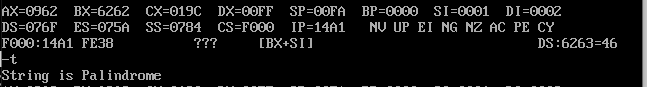 AX=0962 BX=6262 CX=019C DX=00FF SP=00FA BP=0000 SI=0001 DI=0002
DS=076F ES=075A SS=0784 CS=F000 IP=14A1 NV UP EI NG NZ AC PE CY
F000:14A1 FE38 ??? [BX+SI] DS:6263=46
-t
String is Palindrome